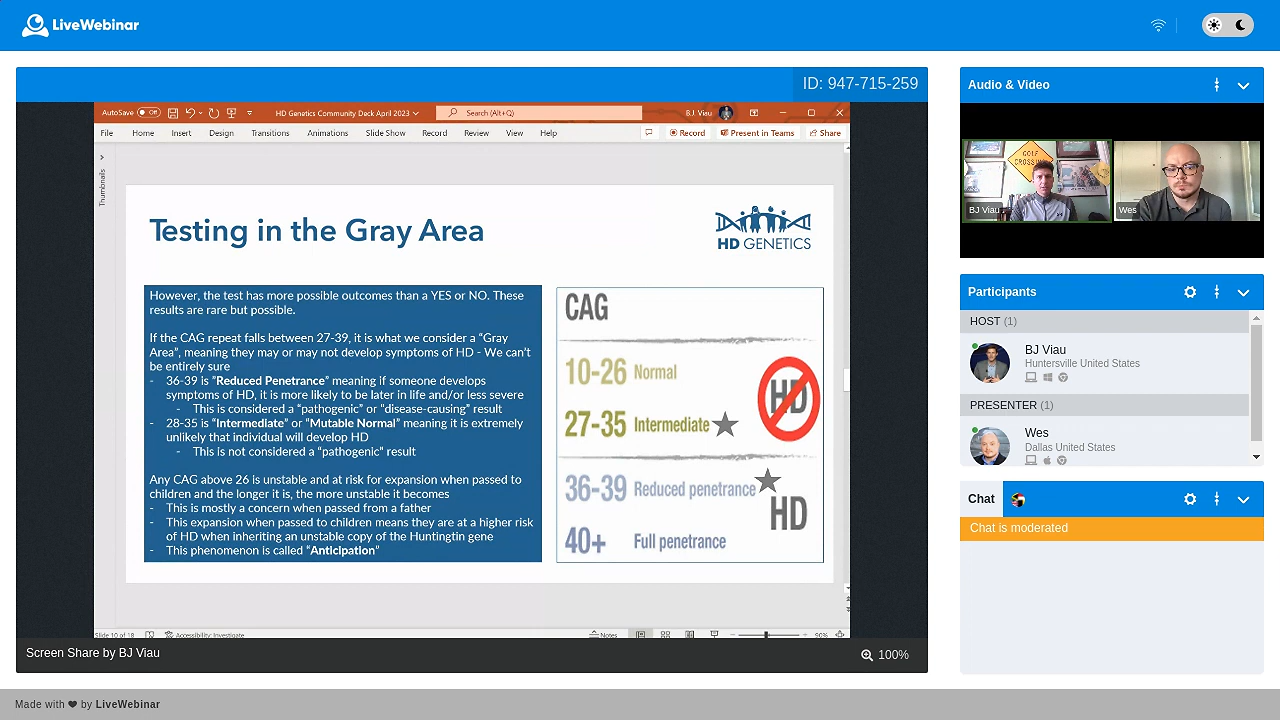 LiveWebinar
ID: 947-715-259
AutoSave Off
HD Genetics Community Deck April 2023
Search (Alt+Q)
BJ Viau
File Home Insert Design Transitions Animations Slide Show Record Review View Help
Record Present in Teams Share
Thumbnails
Testing in the Gray Area
HD GENETICS
However, the test has more possible outcomes than a YES or NO. These
results are rare but possible.
If the CAG repeat falls between 27-39, it is what we consider a “Gray
Area”, meaning they may or may not develop symptoms of HD - We can’t
be entirely sure
- 36-39 is “Reduced Penetrance” meaning if someone develops
symptoms of HD, it is more likely to be later in life and/or less severe
- This is considered a “pathogenic” or “disease-causing” result
- 28-35 is “Intermediate” or “Mutable Normal” meaning it is extremely
unlikely that individual will develop HD
- This is not considered a “pathogenic” result
Any CAG above 26 is unstable and at risk for expansion when passed to
children and the longer it is, the more unstable it becomes
- This is mostly a concern when passed from a father
- This expansion when passed to children means they are at a higher risk
of HD when inheriting an unstable copy of the Huntingtin gene
- This phenomenon is called “Anticipation”
CAG
10-26 Normal
HD
27-35 Intermediate
36-39 Reduced penetrance
HD
40+ Full penetrance
Slide 10 of 18
Accessibility: Investigate
Notes
90%
Screen Share by BJ Viau
100%
Audio & Video
GOLF
CROSSING
BJ Viau
Wes
Participants
HOST (1)
BJ Viau
Huntersville United States
PRESENTER (1)
Wes
Dallas United States
Chat
Chat is moderated
Made with ❤ by LiveWebinar